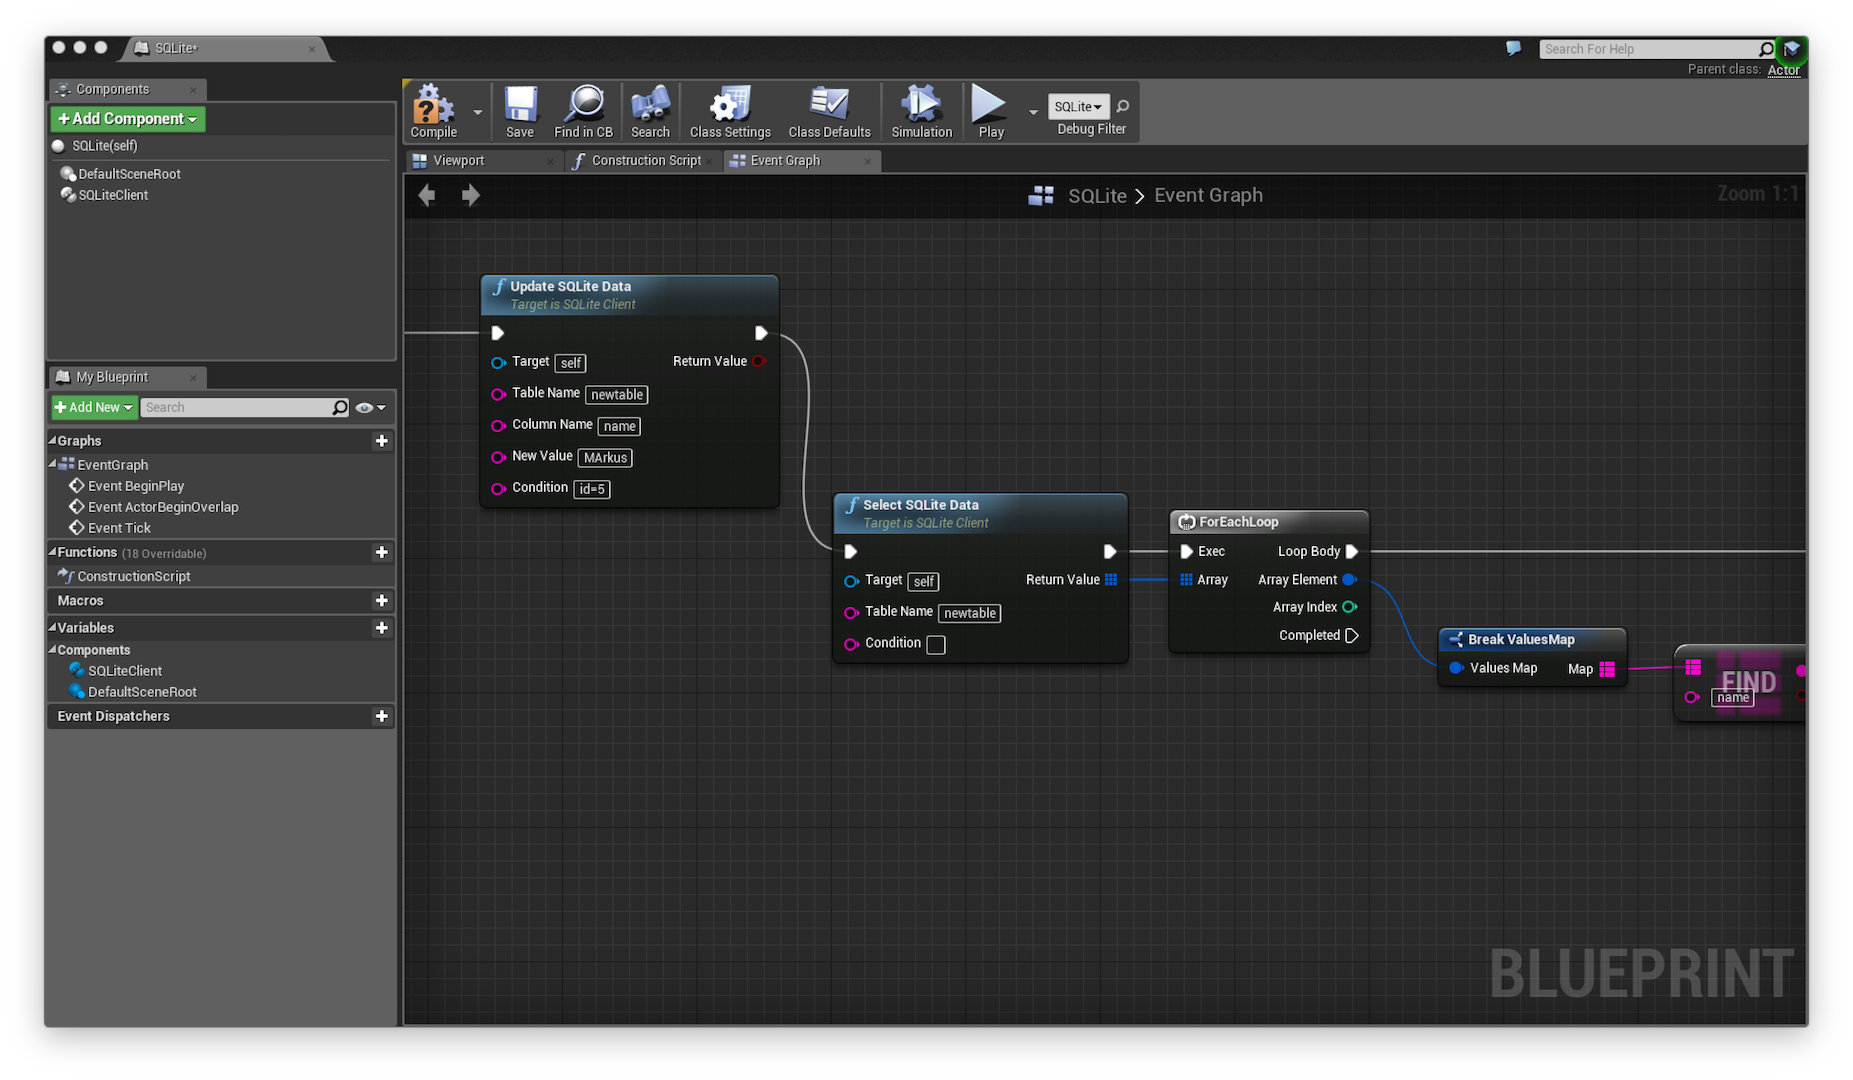 SQLite*
Search For Help
Parent class: Actor
Components
+Add Component
SQLite(self)
DefaultSceneRoot
SQLiteClient
My Blueprint
+Add New
Search
Graphs
EventGraph
Event BeginPlay
Event ActorBeginOverlap
Event Tick
Functions (18 Overridable)
ConstructionScript
Macros
Variables
Components
SQLiteClient
DefaultSceneRoot
Event Dispatchers
Compile
Save
Find in CB
Search
Class Settings
Class Defaults
Simulation
Play
SQLite
Debug Filter
Viewport
Construction Script
Event Graph
SQLite > Event Graph
Zoom 1:1
Update SQLite Data
Target is SQLite Client
Target self
Return Value
Table Name newtable
Column Name name
New Value MArkus
Condition id=5
Select SQLite Data
Target is SQLite Client
Target self
Return Value
Table Name newtable
Condition
ForEachLoop
Exec
Loop Body
Array
Array Element
Array Index
Completed
Break ValuesMap
Values Map
Map
FIND
name
BLUEPRINT